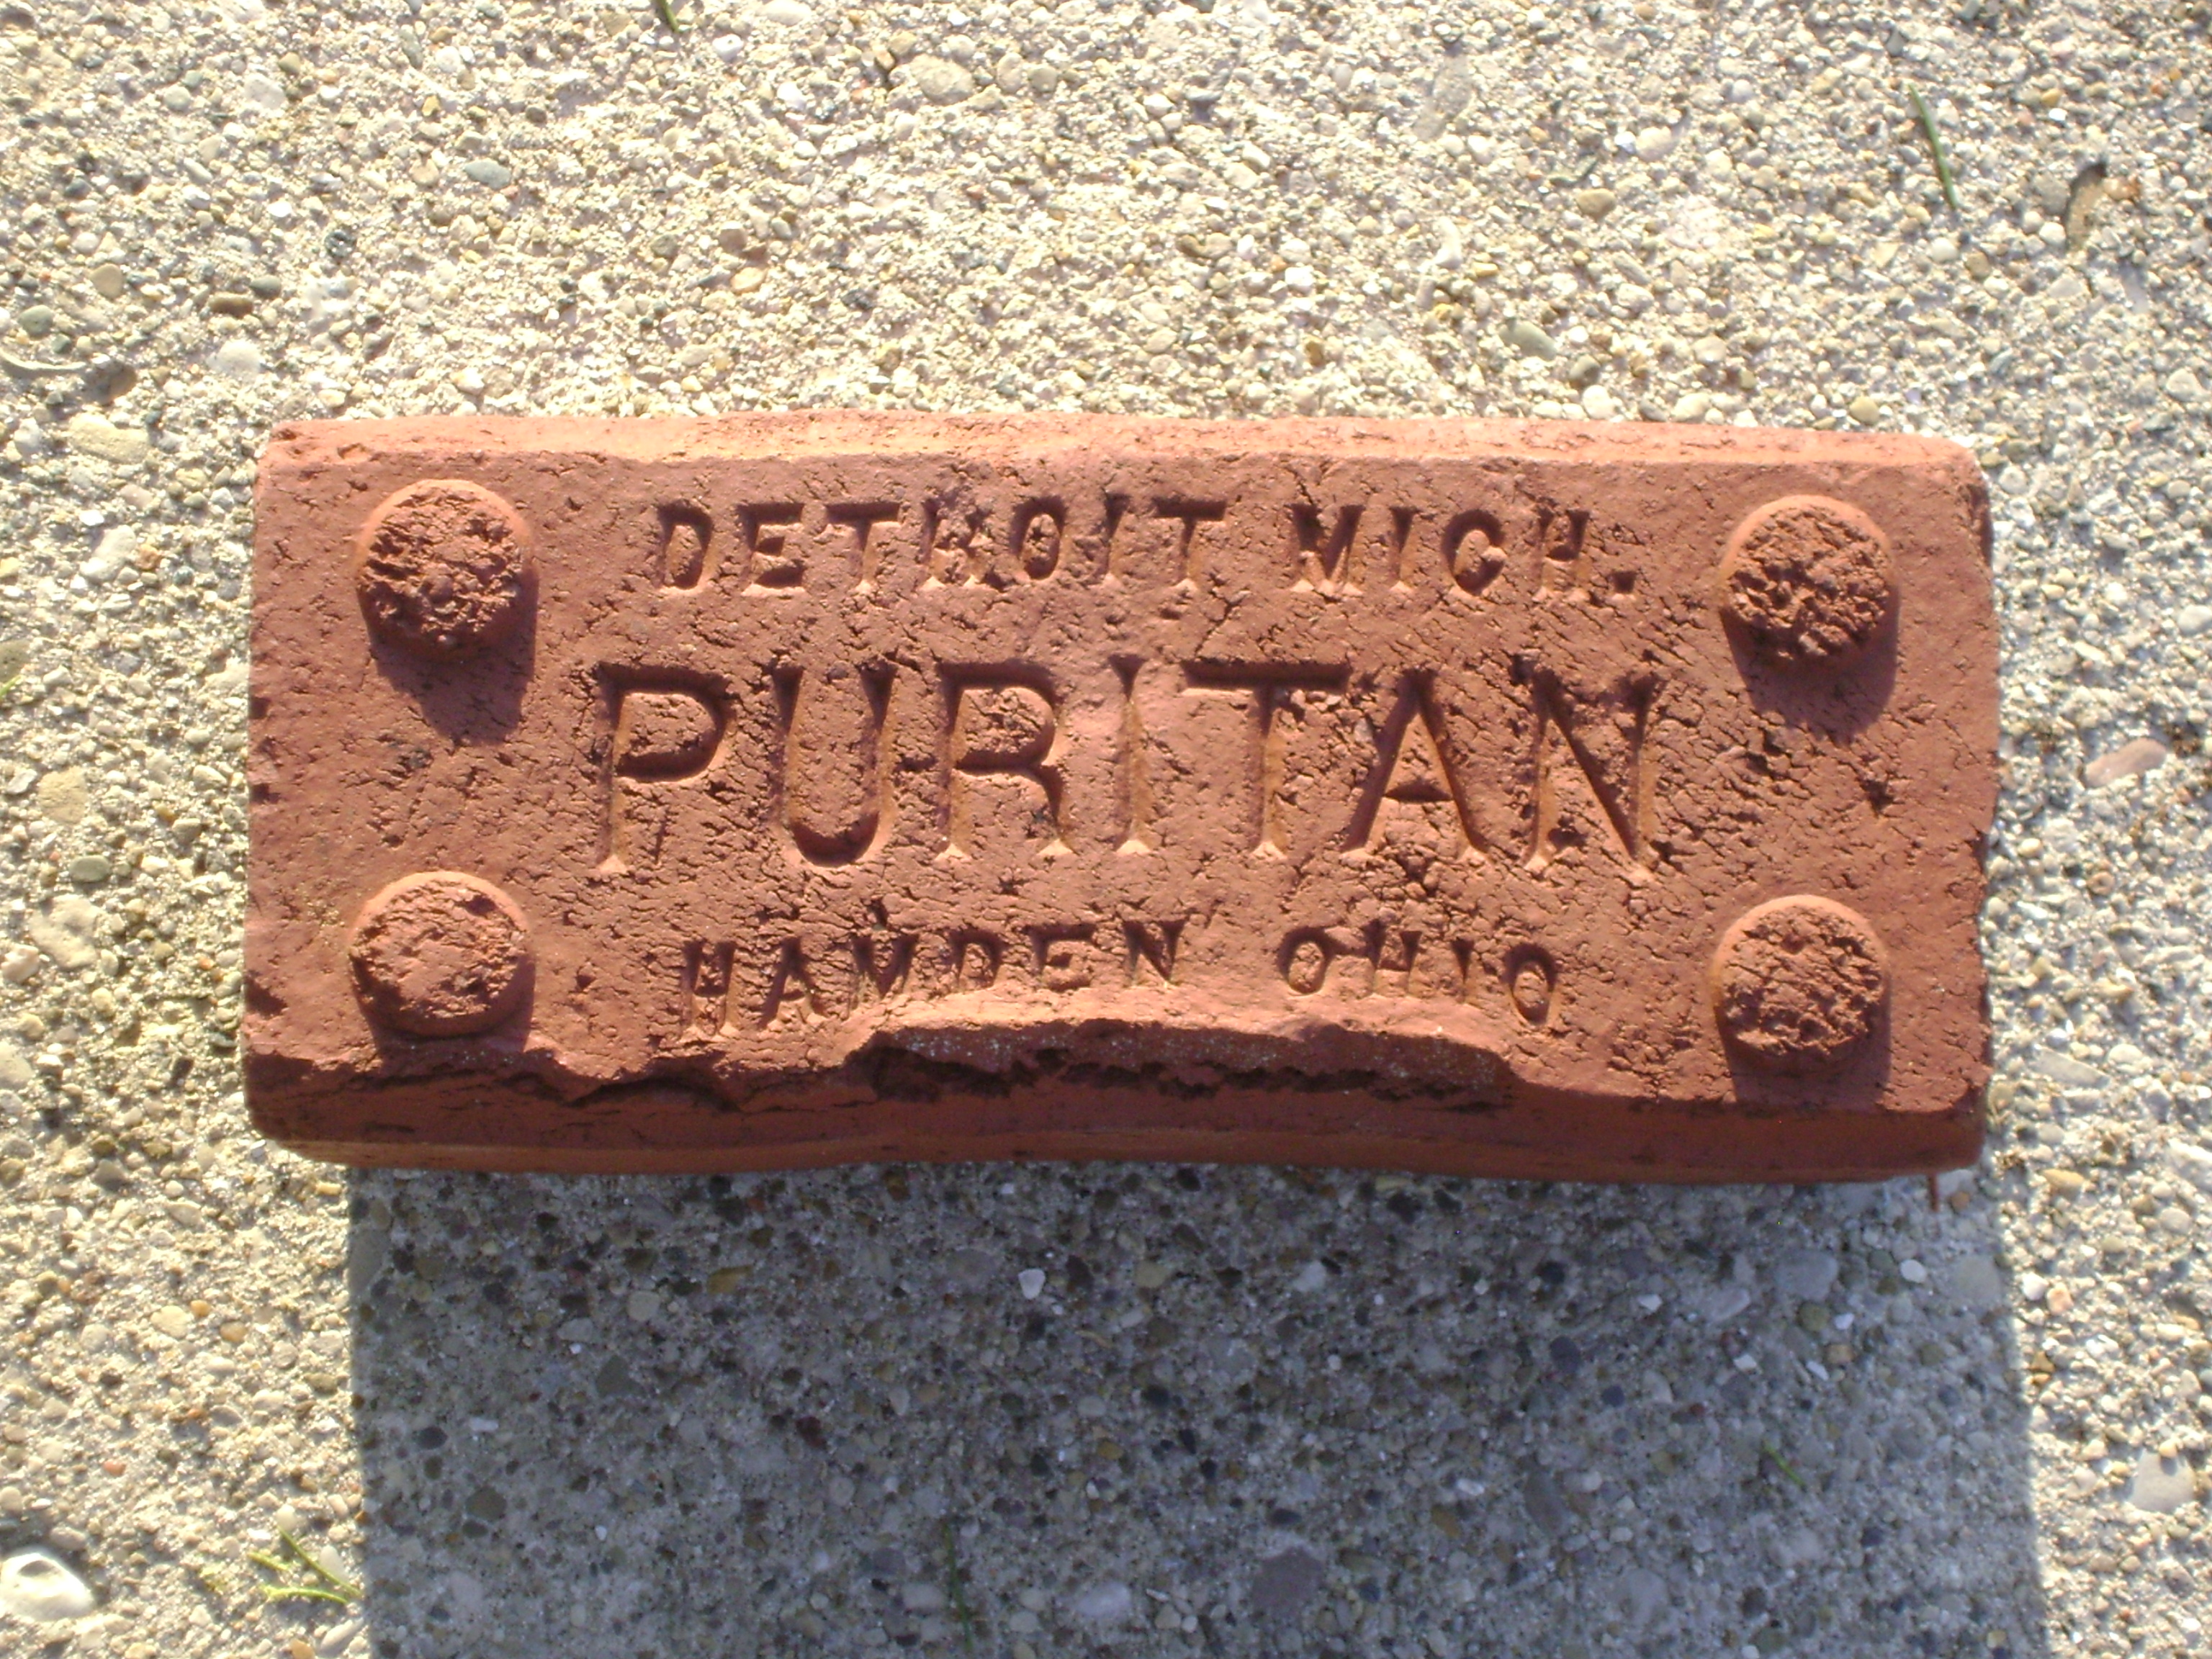 DETROIT MICH.
PURITAN
HAMDEN OHIO